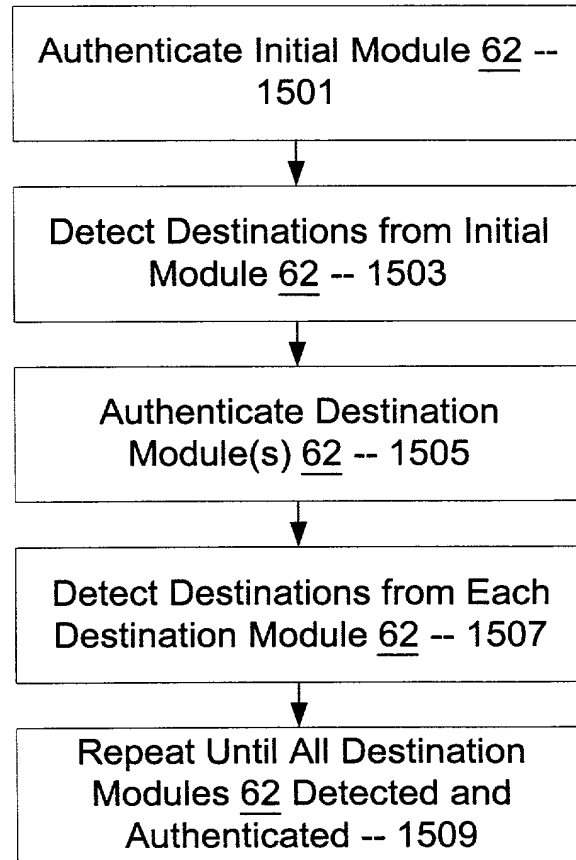 Authenticate Initial Module 62 --
1501
Detect Destinations from Initial
Module 62 -- 1503
Authenticate Destination
Module(s) 62 -- 1505
Detect Destinations from Each
Destination Module 62 -- 1507
Repeat Until All Destination
Modules 62 Detected and
Authenticated -- 1509